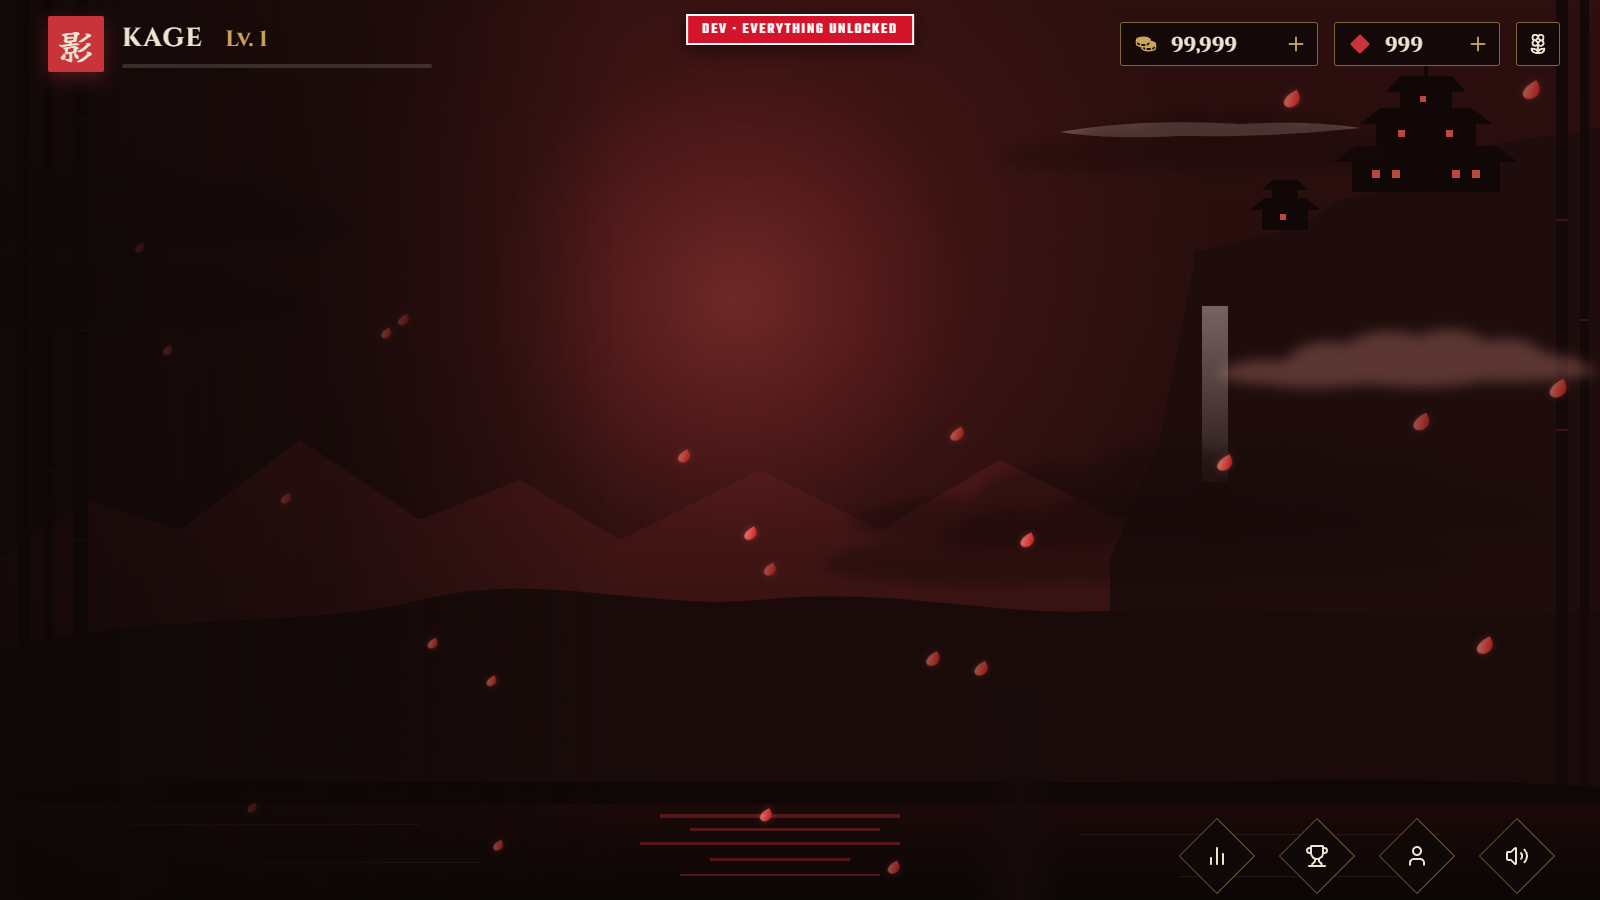 影
KAGE Lv. 1
DEV · EVERYTHING UNLOCKED
99,999 +
999 +